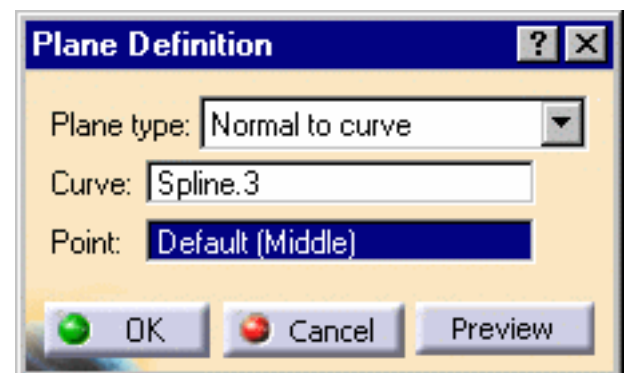 Plane Definition ? ×
Plane type: Normal to curve
Curve: Spline.3
Point: Default (Middle)
OK Cancel Preview